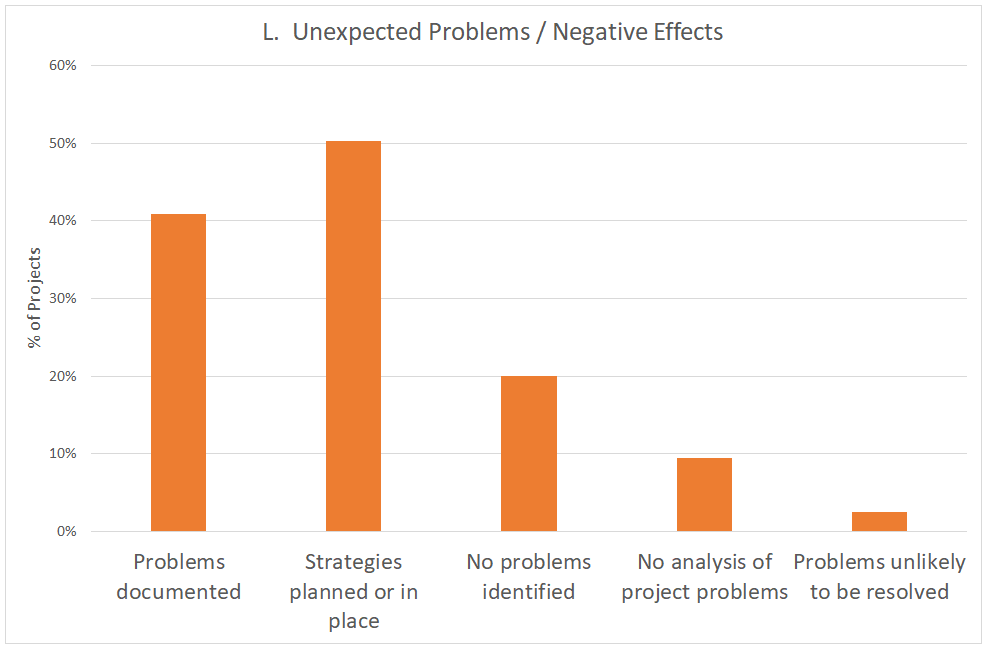 L.  Unexpected Problems / Negative Effects
60%
50%
40%
30%
20%
10%
0%
% of Projects
Problems
documented
Strategies
planned or in
place
No problems
identified
No analysis of
project problems
Problems unlikely
to be resolved